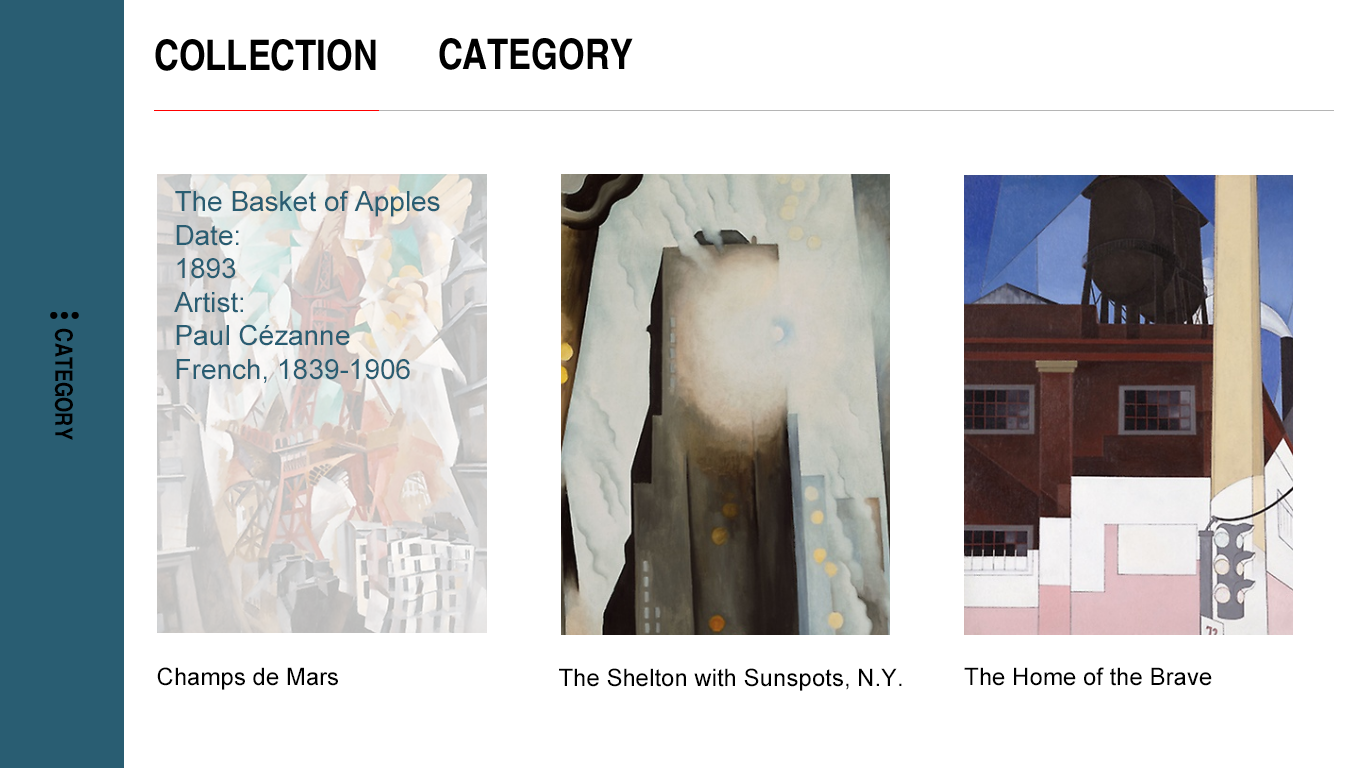 COLLECTION CATEGORY
CATEGORY
The Basket of Apples
Date:
1893
Artist:
Paul Cézanne
French, 1839-1906
72
Champs de Mars
The Shelton with Sunspots, N.Y.
The Home of the Brave